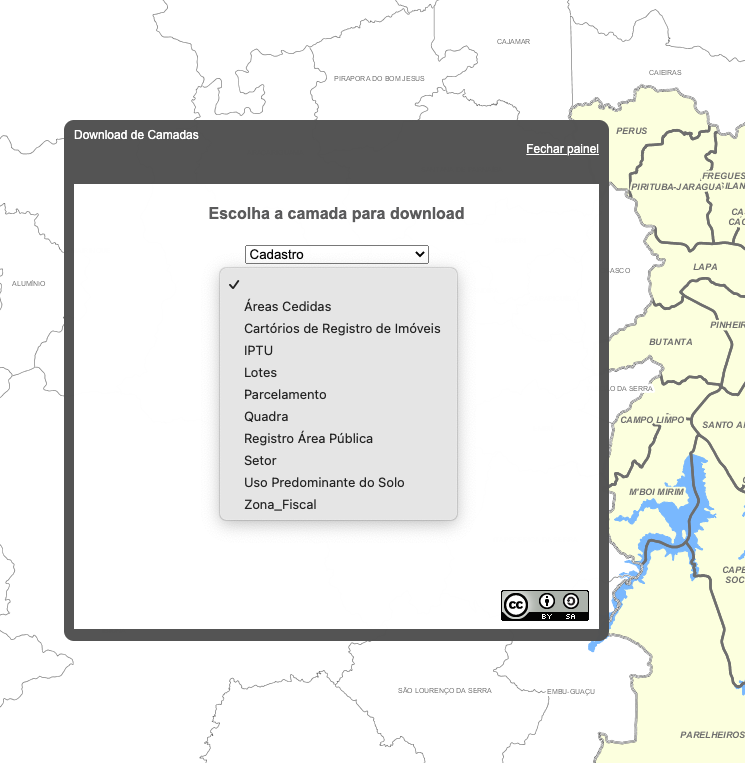 CAJAMAR
PIRAPORA DO BOM JESUS
CAIEIRAS
Download de Camadas
Fechar painel
PERUS
FREGUES
PIRITUBA-JARAGUA
ILAN
CA
CAC
Escolha a camada para download
Cadastro
ASCO
LAPA
ALUMÍNIO
Áreas Cedidas
Cartórios de Registro de Imóveis
PINHEIR
IPTU
BUTANTA
Lotes
O DA SERRA
Parcelamento
Quadra
CAMPO LIMPO
SANTO A
Registro Área Pública
Setor
Uso Predominante do Solo
M'BOI MIRIM
Zona_Fiscal
CAPE
SOC
cc
BY SA
SÃO LOURENÇO DA SERRA
EMBU-GUAÇU
PARELHEIROS